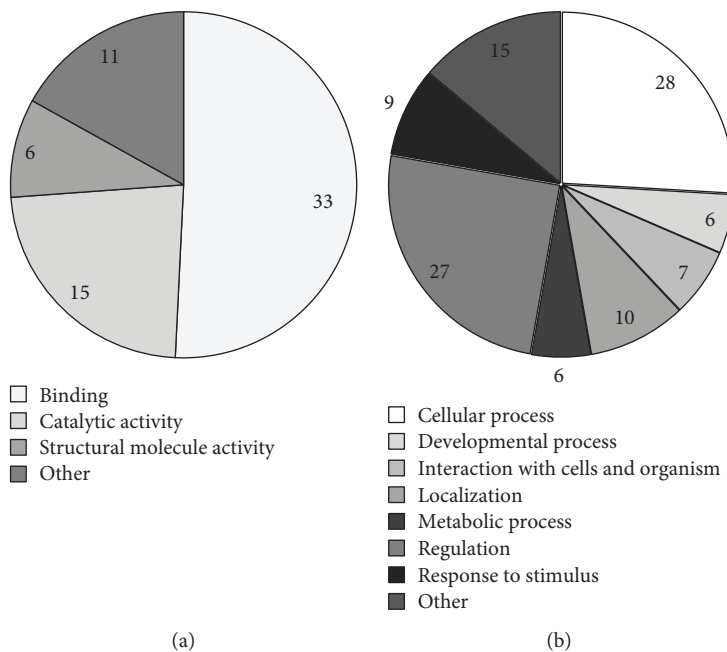 11
6
33
15
Binding
Catalytic activity
Structural molecule activity
Other
(a)
15
28
9
6
7
27
10
6
Cellular process
Developmental process
Interaction with cells and organism
Localization
Metabolic process
Regulation
Response to stimulus
Other
(b)